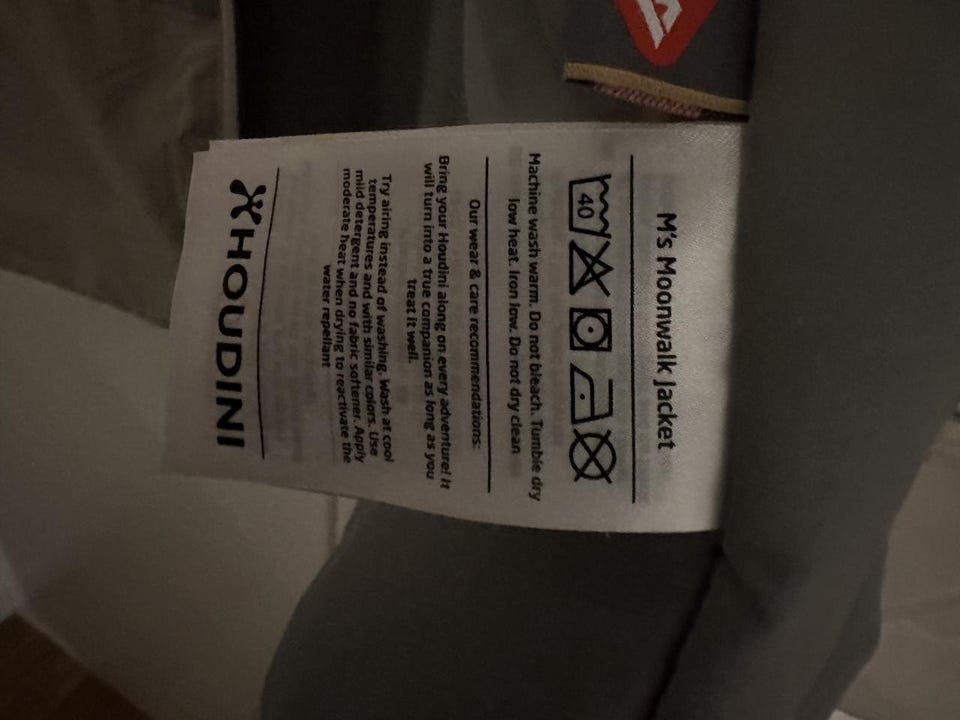 M's Moonwalk Jacket
40
Machine wash warm. Do not bleach. Tumble dry
low heat. Iron low. Do not dry clean
Our wear & care recommendations:
Bring your Houdini along on every adventure! It
will turn into a true companion as long as you
treat it well.
Try airing instead of washing. Wash at cool
temperatures and with similar colors. Use
mild detergent and no fabric softener. Apply
moderate heat when drying to reactivate the
water repellant
HOUDINI